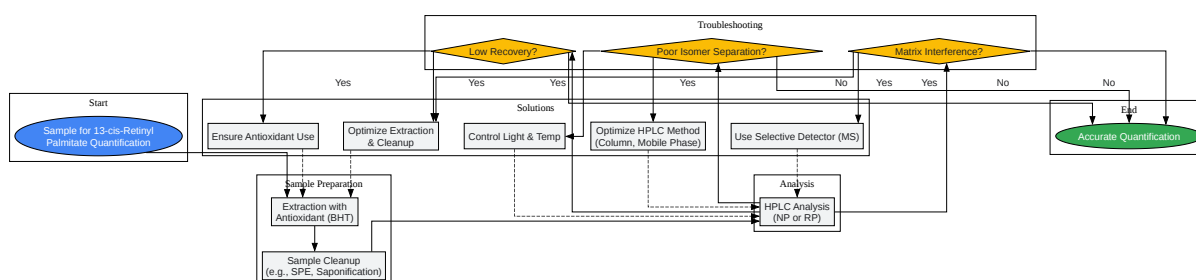 Troubleshooting
Low Recovery?
Poor Isomer Separation?
Matrix Interference?
Yes
Yes
Yes
Yes
No
Yes
Yes
No
No
Start
Sample for 13-cis-Retinyl
Palmitate Quantification
Solutions
Ensure Antioxidant Use
Optimize Extraction
& Cleanup
Control Light & Temp
Optimize HPLC Method
(Column, Mobile Phase)
Use Selective Detector (MS)
End
Accurate Quantification
Sample Preparation
Extraction with
Antioxidant (BHT)
Sample Cleanup
(e.g., SPE, Saponification)
Analysis
HPLC Analysis
(NP or RP)